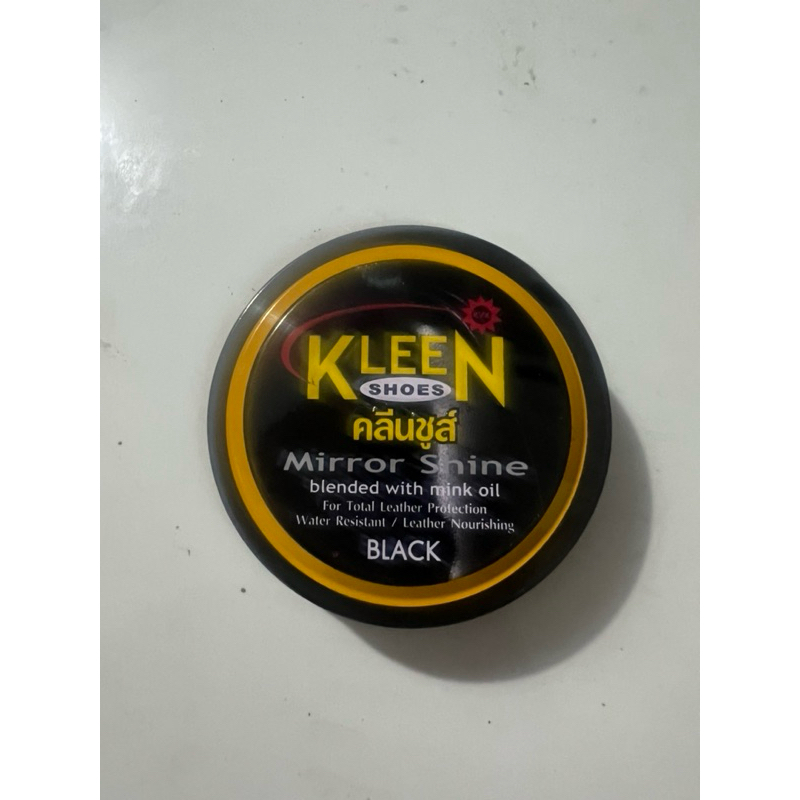 KLEEN
SHOES
คลีนชูส์
Mirror Shine
blended with mink oil
For Total Leather Protection
Water Resistant / Leather Nourishing
BLACK